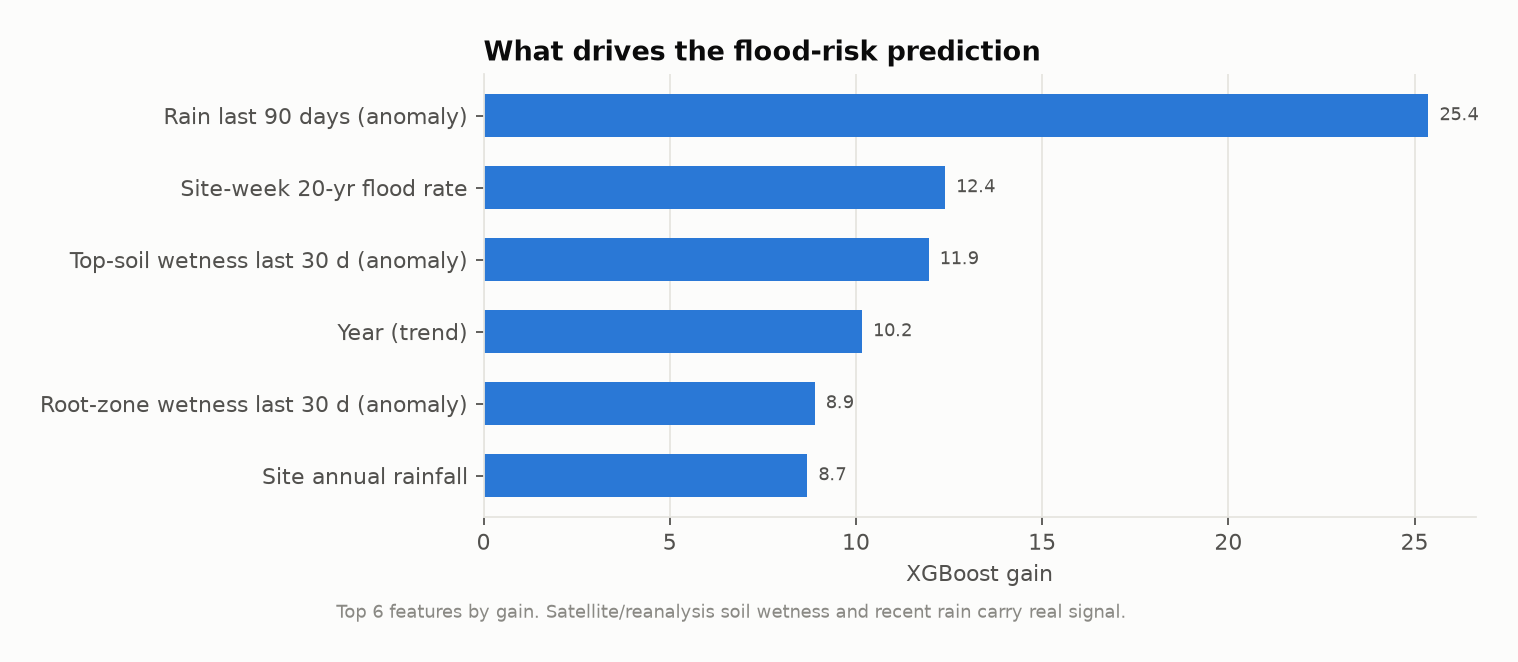 What drives the flood-risk prediction
Rain last 90 days (anomaly)
25.4
Site-week 20-yr flood rate
12.4
Top-soil wetness last 30 d (anomaly)
11.9
Year (trend)
10.2
Root-zone wetness last 30 d (anomaly)
8.9
Site annual rainfall
8.7
0 5 10 15 20 25
XGBoost gain
Top 6 features by gain. Satellite/reanalysis soil wetness and recent rain carry real signal.